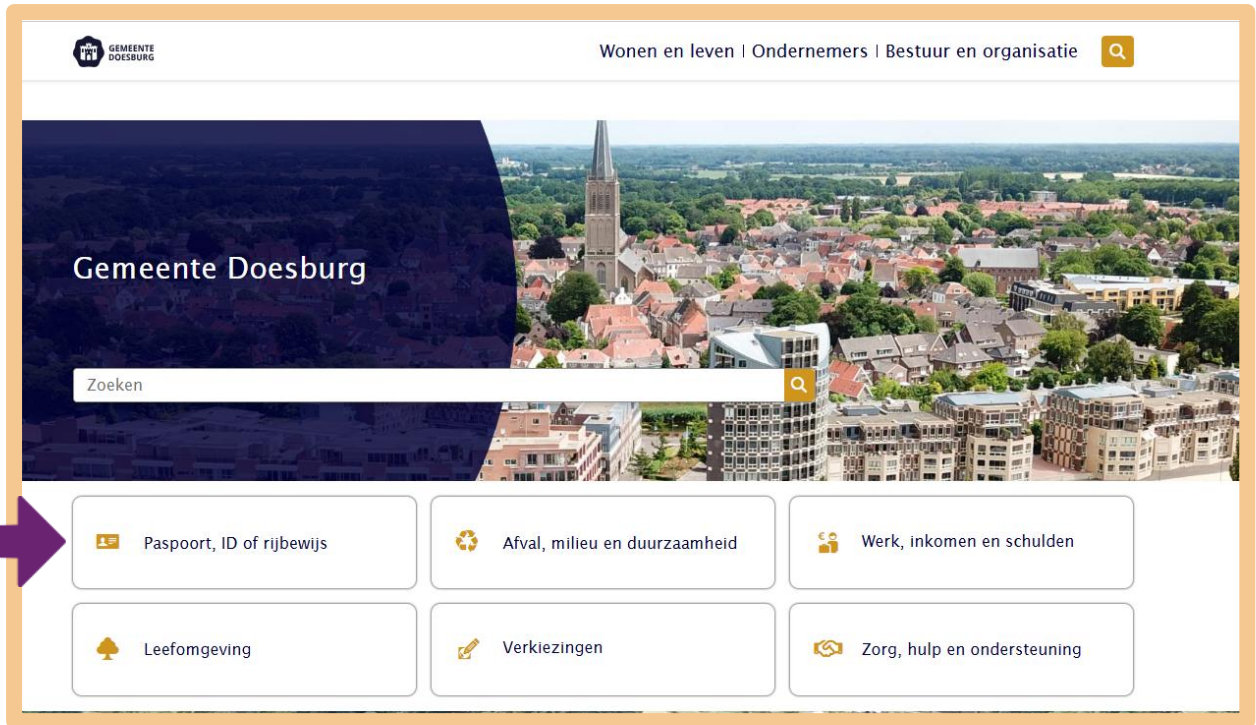 GEMEENTE
DOESBURG
Wonen en leven | Ondernemers | Bestuur en organisatie
Gemeente Doesburg
Zoeken
Paspoort, ID of rijbewijs
Afval, milieu en duurzaamheid
Werk, inkomen en schulden
Leefomgeving
Verkiezingen
Zorg, hulp en ondersteuning